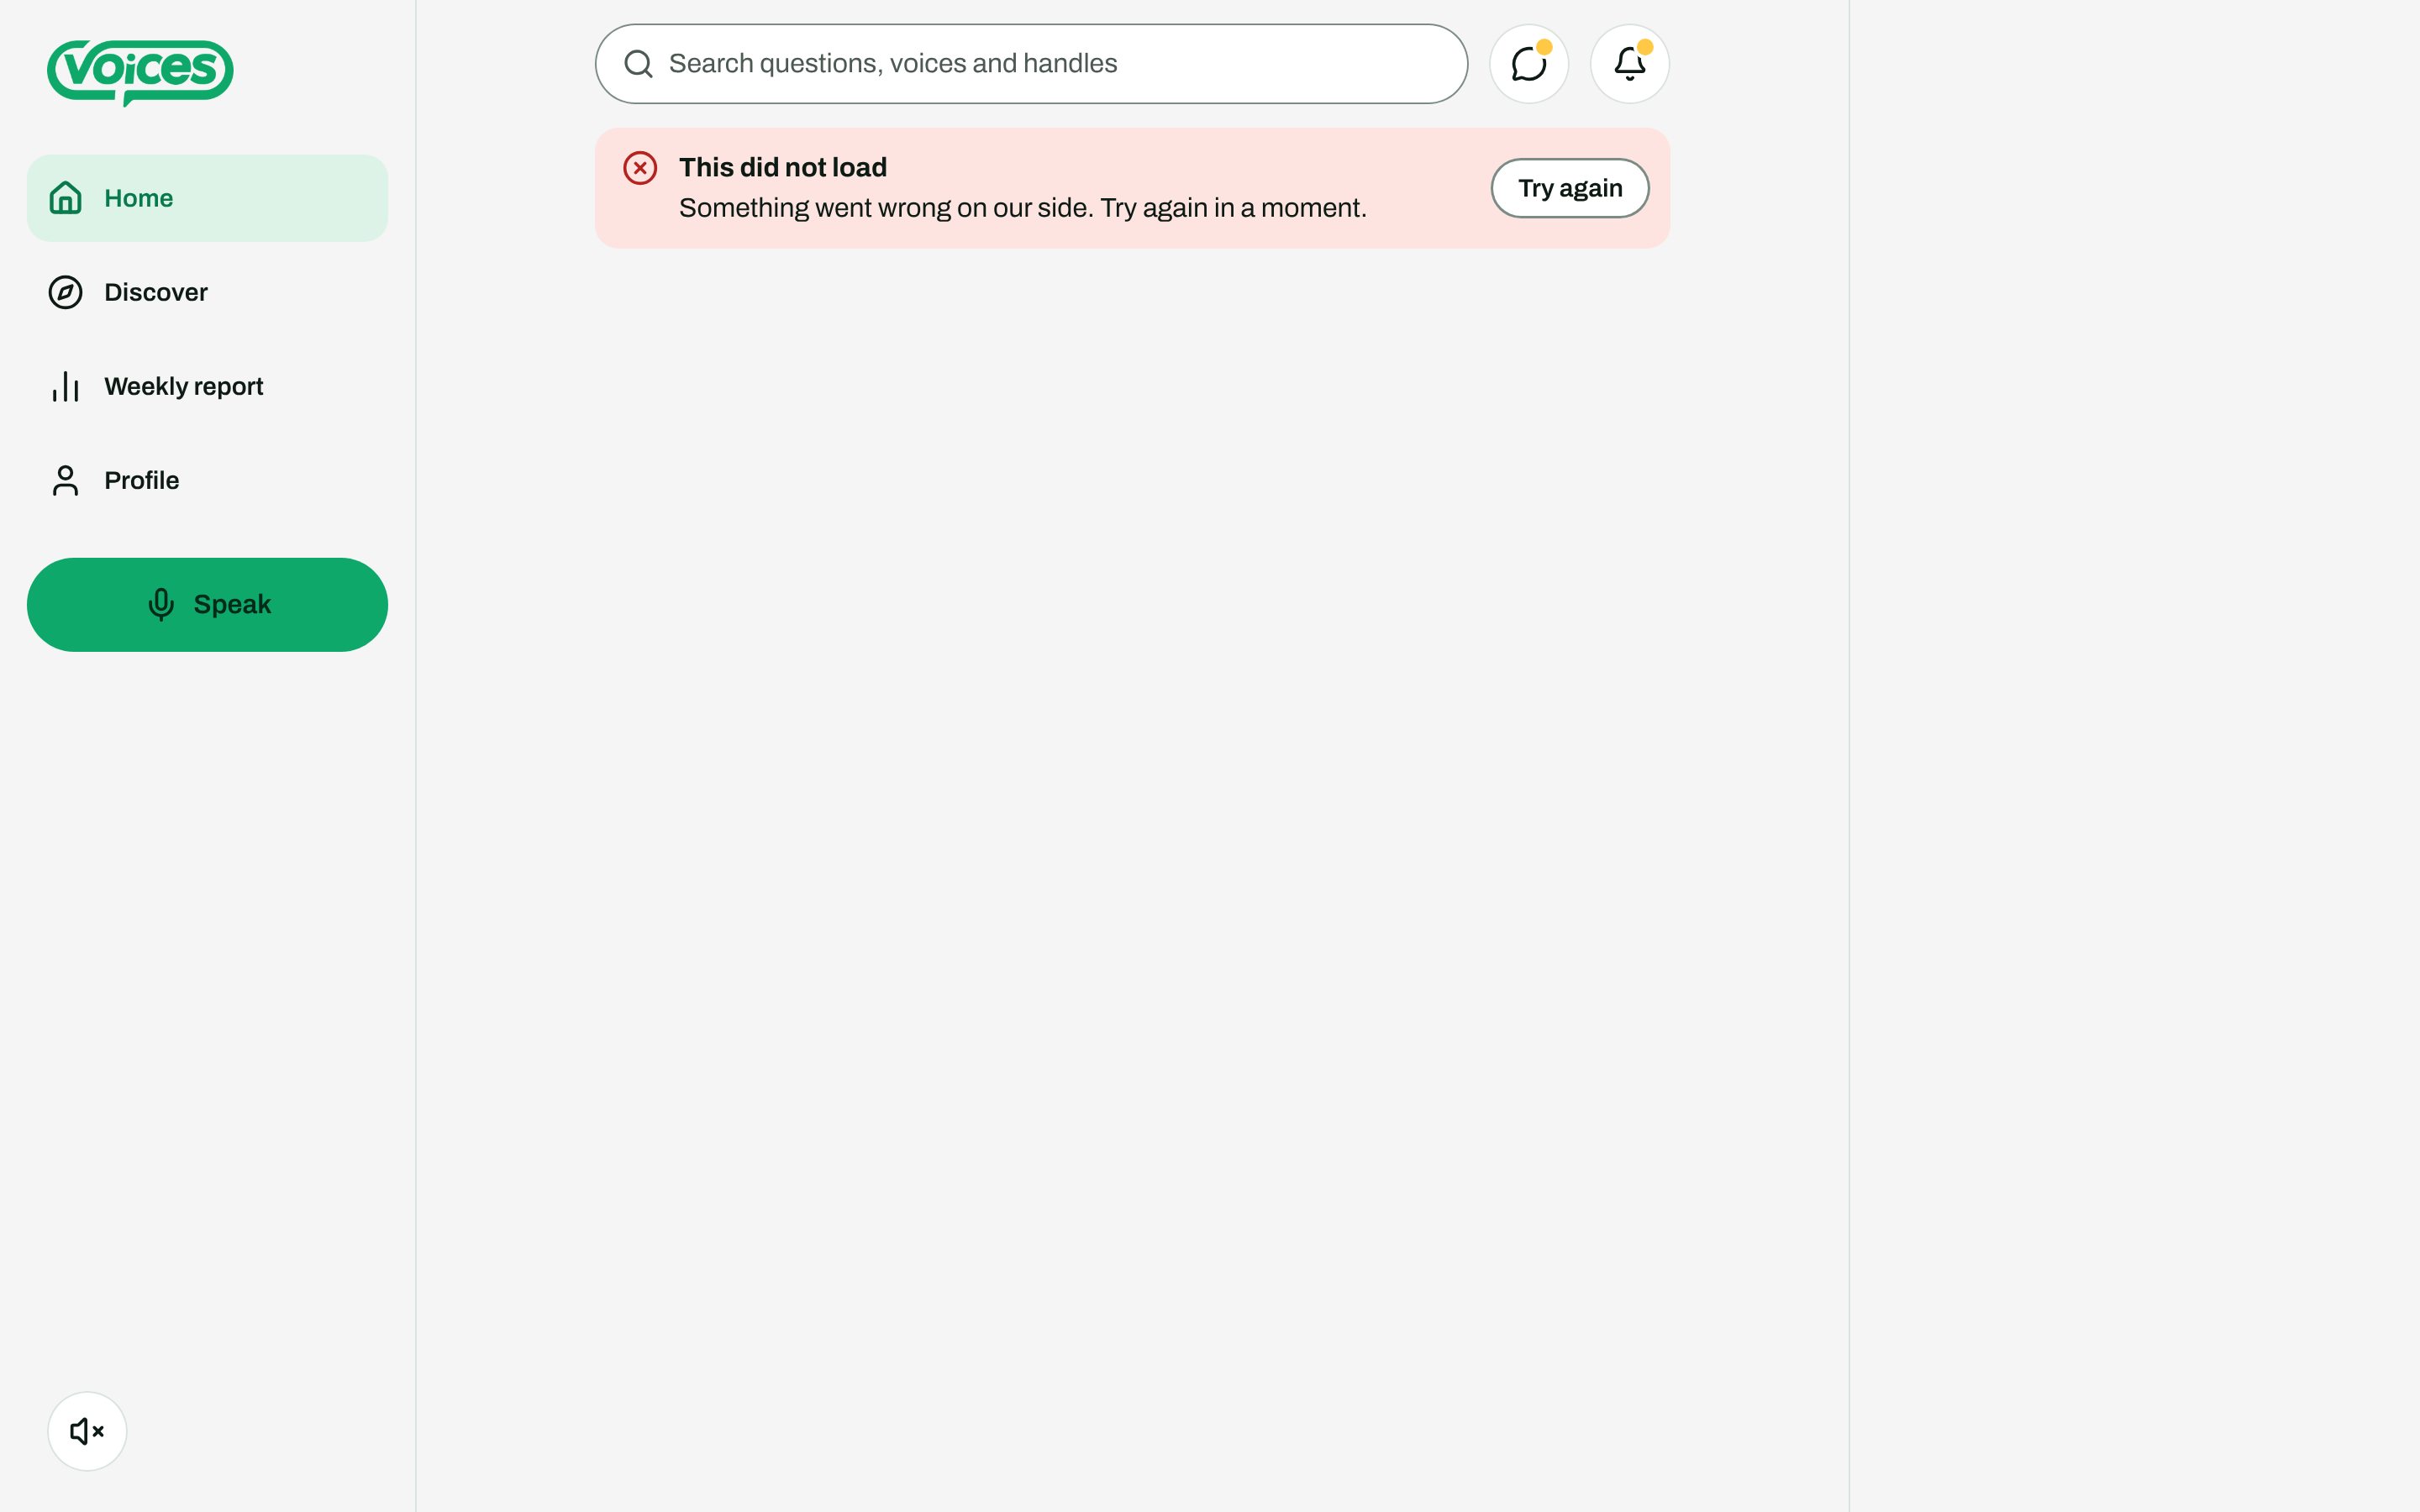 voices
Search questions, voices and handles
Home
Discover
Weekly report
Profile
Speak
This did not load
Something went wrong on our side. Try again in a moment.
Try again